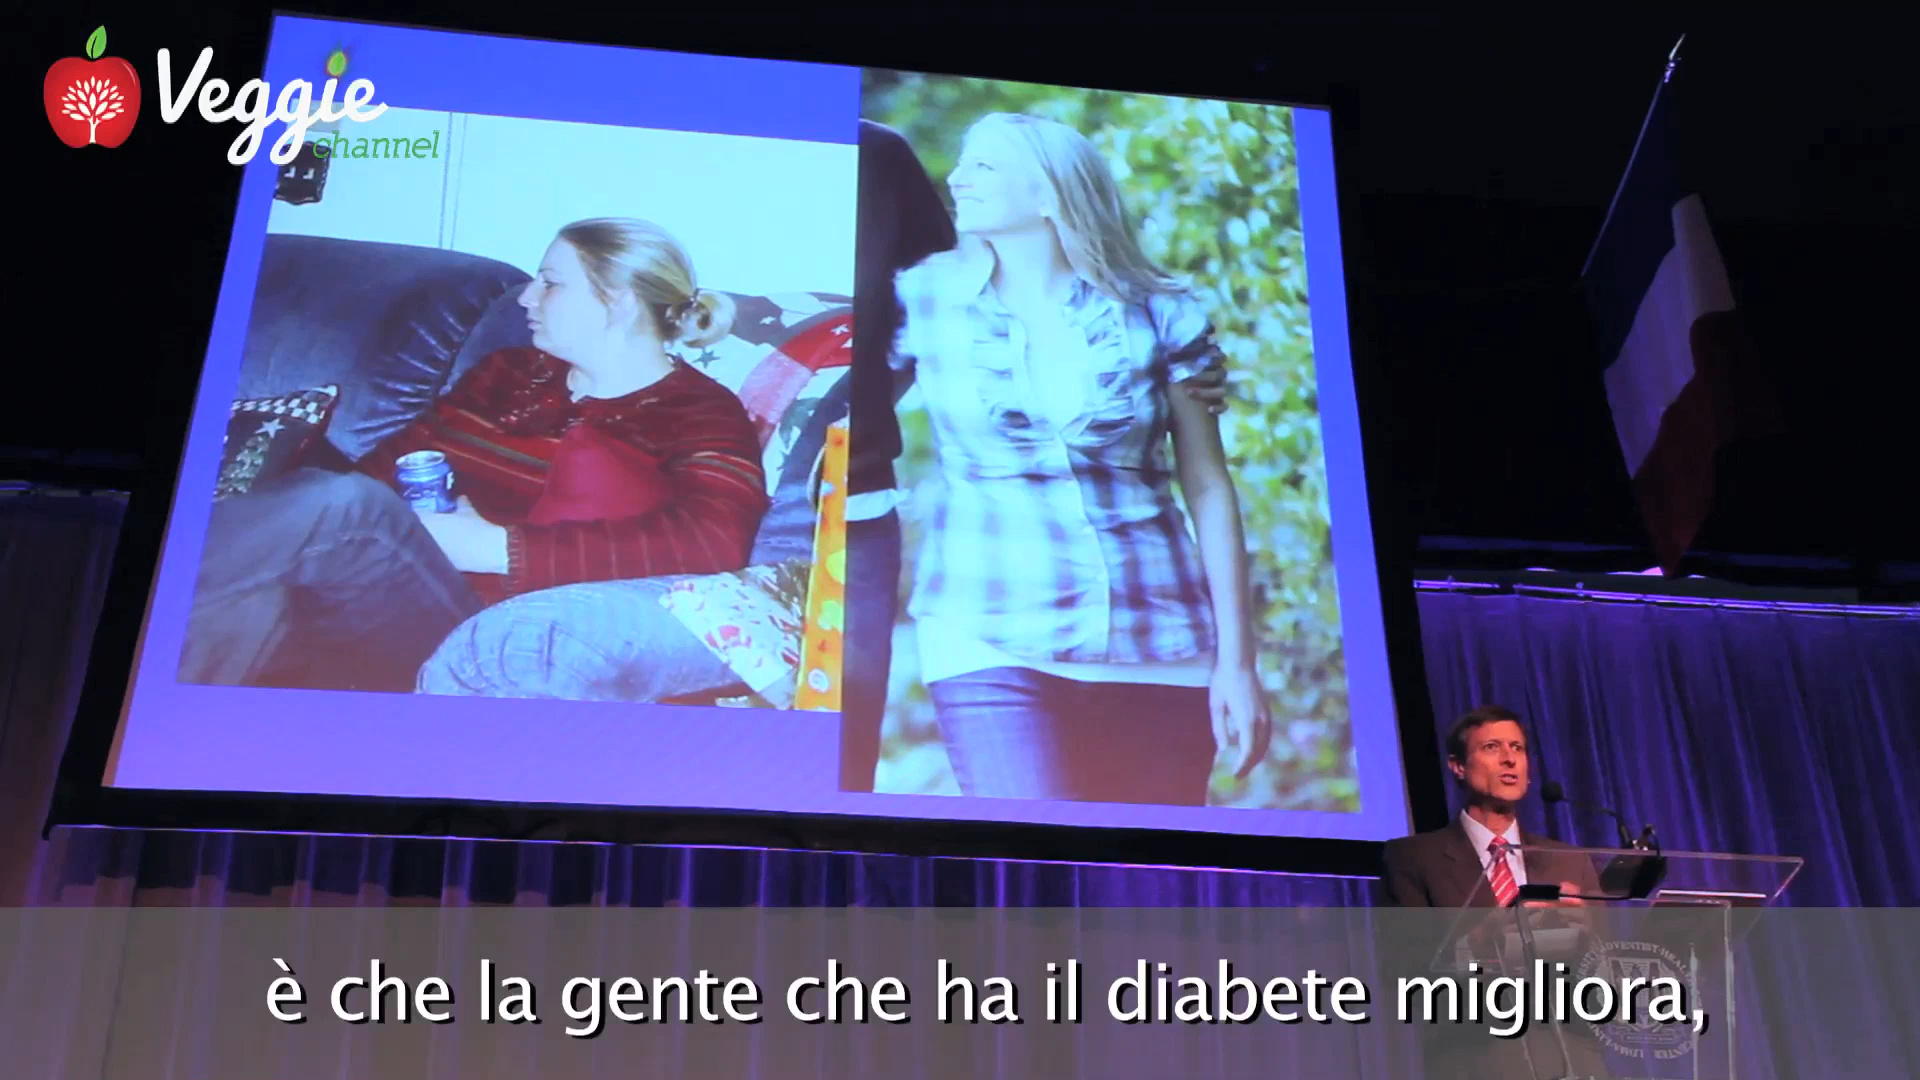 Veggie
channel
è che la gente che ha il diabete migliora,